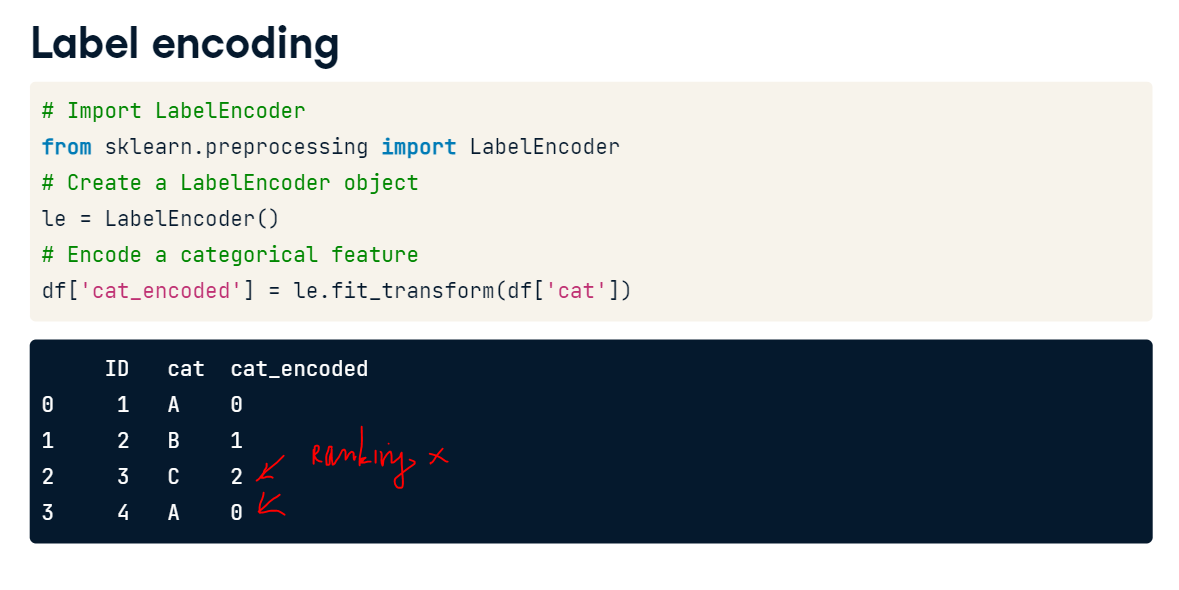 Label encoding
# Import LabelEncoder
from sklearn.preprocessing import LabelEncoder
# Create a LabelEncoder object
le = LabelEncoder()
# Encode a categorical feature
df['cat_encoded'] = le.fit_transform(df['cat'])
ID cat cat_encoded
0 1 A 0
1 2 B 1
ranking x
2 3 C 2
3 4 A 0